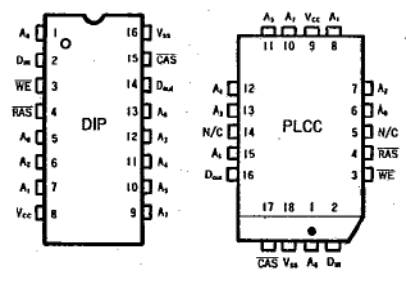 A₈ 1 16 Vss
Din 2 15 CAS
WE 3 14 Dout
RAS 4 13 A₆
A₀ 5 12 A₃
A₂ 6 11 A₄
A₁ 7 10 A₅
Vcc 8 9 A₇
DIP
A₅ A₇ Vcc A₁
11 10 9 8
A₄ 12 7 A₂
A₃ 13 6 A₀
N/C 14 5 N/C
A₆ 15 4 RAS
Dout 16 3 WE
PLCC
17 18 1 2
CAS Vss A₈ Din